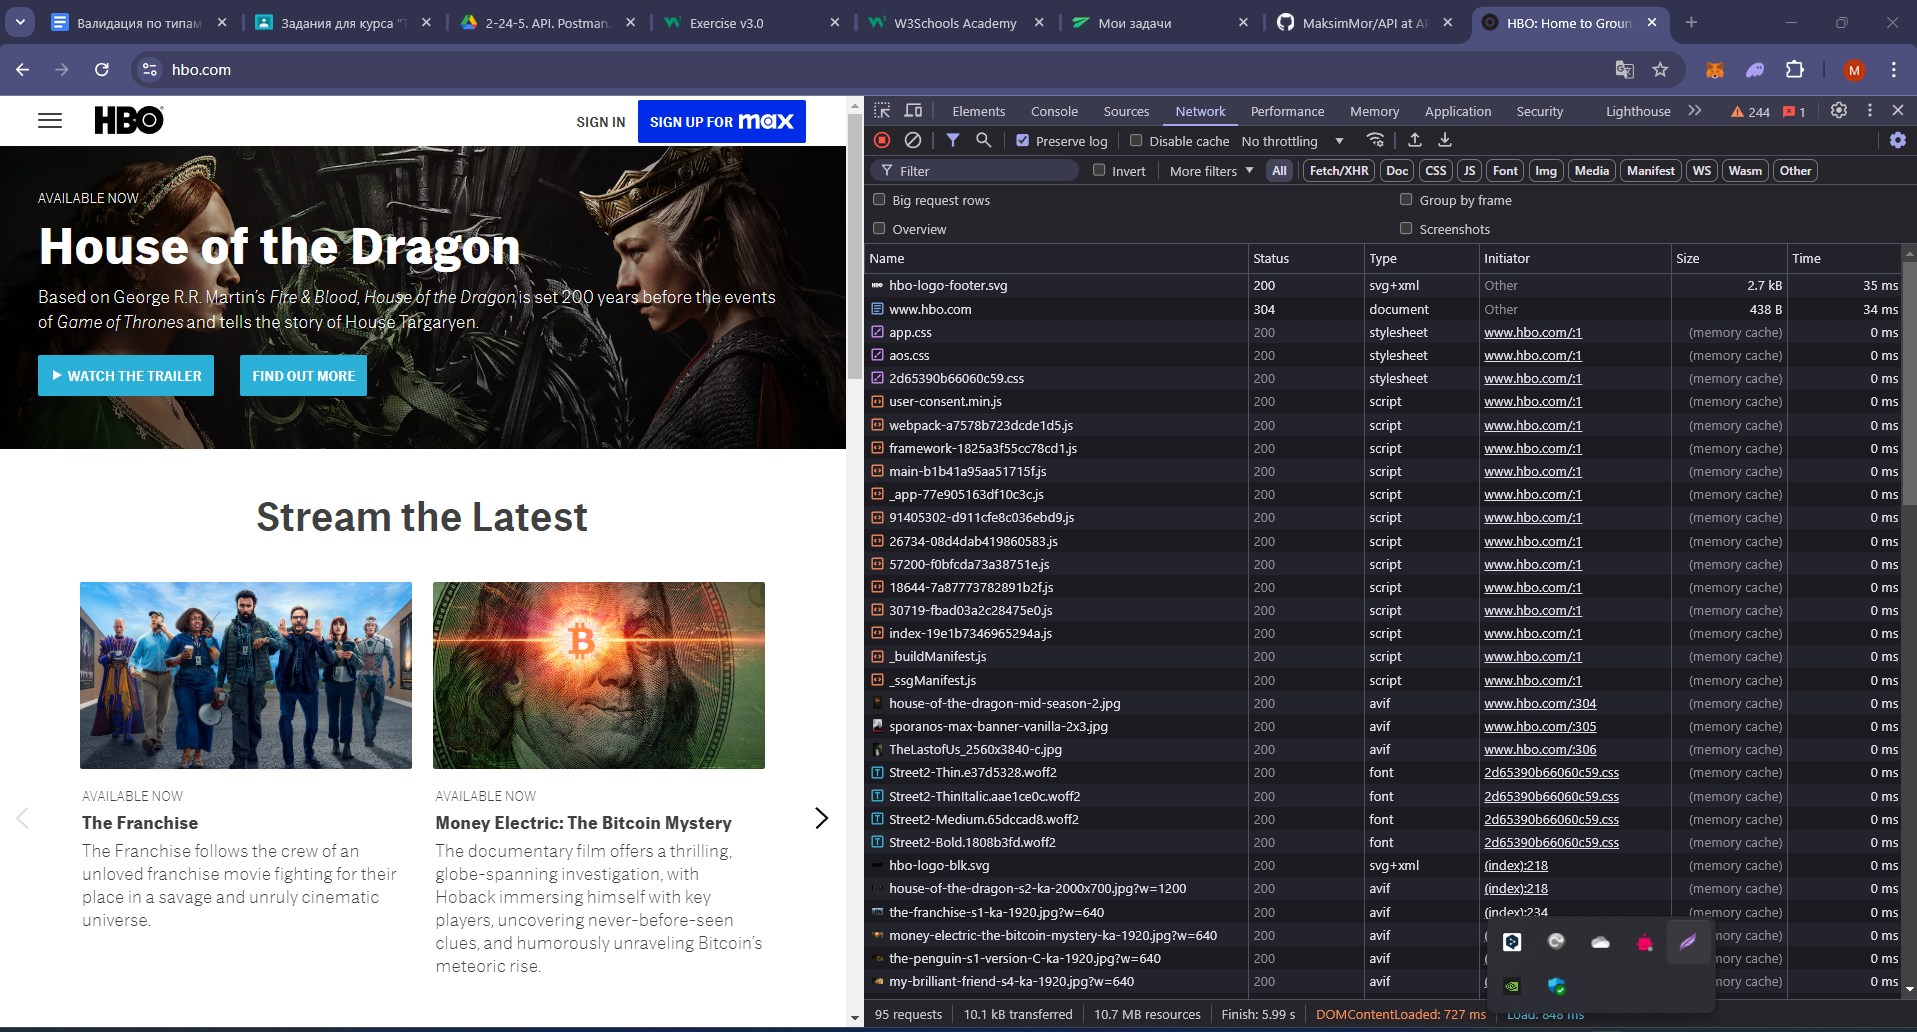 Валидация по типам
Задания для курса "Т
2-24-5. API. Postman.
Exercise v3.0
W3Schools Academy
Мои задачи
MaksimMor/API at AP
HBO: Home to Groun
hbo.com
M
HBO
SIGN IN
SIGN UP FOR max
AVAILABLE NOW
House of the Dragon
Based on George R.R. Martin's Fire & Blood, House of the Dragon is set 200 years before the events
of Game of Thrones and tells the story of House Targaryen.
WATCH THE TRAILER
FIND OUT MORE
Stream the Latest
AVAILABLE NOW
The Franchise
The Franchise follows the crew of an
unloved franchise movie fighting for their
place in a savage and unruly cinematic
universe.
AVAILABLE NOW
Money Electric: The Bitcoin Mystery
The documentary film offers a thrilling,
globe-spanning investigation, with
Hoback immersing himself with key
players, uncovering never-before-seen
clues, and humorously unraveling Bitcoin's
meteoric rise.
Elements Console Sources Network Performance Memory Application Security Lighthouse 244 1
Preserve log Disable cache No throttling
Filter Invert More filters All Fetch/XHR Doc CSS JS Font Img Media Manifest WS Wasm Other
Big request rows Group by frame
Overview Screenshots
Name Status Type Initiator Size Time
hbo-logo-footer.svg 200 svg+xml Other 2.7 kB 35 ms
www.hbo.com 304 document Other 438 B 34 ms
app.css 200 stylesheet www.hbo.com/:1 (memory cache) 0 ms
aos.css 200 stylesheet www.hbo.com/:1 (memory cache) 0 ms
2d65390b66060c59.css 200 stylesheet www.hbo.com/:1 (memory cache) 0 ms
user-consent.min.js 200 script www.hbo.com/:1 (memory cache) 0 ms
webpack-a7578b723dcde1d5.js 200 script www.hbo.com/:1 (memory cache) 0 ms
framework-1825a3f55cc78cd1.js 200 script www.hbo.com/:1 (memory cache) 0 ms
main-b1b41a95aa51715f.js 200 script www.hbo.com/:1 (memory cache) 0 ms
_app-77e905163df10c3c.js 200 script www.hbo.com/:1 (memory cache) 0 ms
91405302-d911cfe8c036ebd9.js 200 script www.hbo.com/:1 (memory cache) 0 ms
26734-08d4dab419860583.js 200 script www.hbo.com/:1 (memory cache) 0 ms
57200-f0bfcda73a38751e.js 200 script www.hbo.com/:1 (memory cache) 0 ms
18644-7a87773782891b2f.js 200 script www.hbo.com/:1 (memory cache) 0 ms
30719-fbad03a2c28475e0.js 200 script www.hbo.com/:1 (memory cache) 0 ms
index-19e1b7346965294a.js 200 script www.hbo.com/:1 (memory cache) 0 ms
_buildManifest.js 200 script www.hbo.com/:1 (memory cache) 0 ms
_ssgManifest.js 200 script www.hbo.com/:1 (memory cache) 0 ms
house-of-the-dragon-mid-season-2.jpg 200 avif www.hbo.com/:304 (memory cache) 0 ms
sporanos-max-banner-vanilla-2x3.jpg 200 avif www.hbo.com/:305 (memory cache) 0 ms
TheLastofUs_2560x3840-c.jpg 200 avif www.hbo.com/:306 (memory cache) 0 ms
Street2-Thin.e37d5328.woff2 200 font 2d65390b66060c59.css (memory cache) 0 ms
Street2-ThinItalic.aae1ce0c.woff2 200 font 2d65390b66060c59.css (memory cache) 0 ms
Street2-Medium.65dccad8.woff2 200 font 2d65390b66060c59.css (memory cache) 0 ms
Street2-Bold.1808b3fd.woff2 200 font 2d65390b66060c59.css (memory cache) 0 ms
hbo-logo-blk.svg 200 svg+xml (index):218 (memory cache) 0 ms
house-of-the-dragon-s2-ka-2000x700.jpg?w=1200 200 avif (index):218 (memory cache) 0 ms
the-franchise-s1-ka-1920.jpg?w=640 200 avif (index):234 (memory cache) 0 ms
money-electric-the-bitcoin-mystery-ka-1920.jpg?w=640 200 avif mory cache) 0 ms
the-penguin-s1-version-C-ka-1920.jpg?w=640 200 avif mory cache) 0 ms
my-brilliant-friend-s4-ka-1920.jpg?w=640 200 avif mory cache) 0 ms
95 requests 10.1 kB transferred 10.7 MB resources Finish: 5.99 s DOMContentLoaded: 727 ms Load: 848 ms